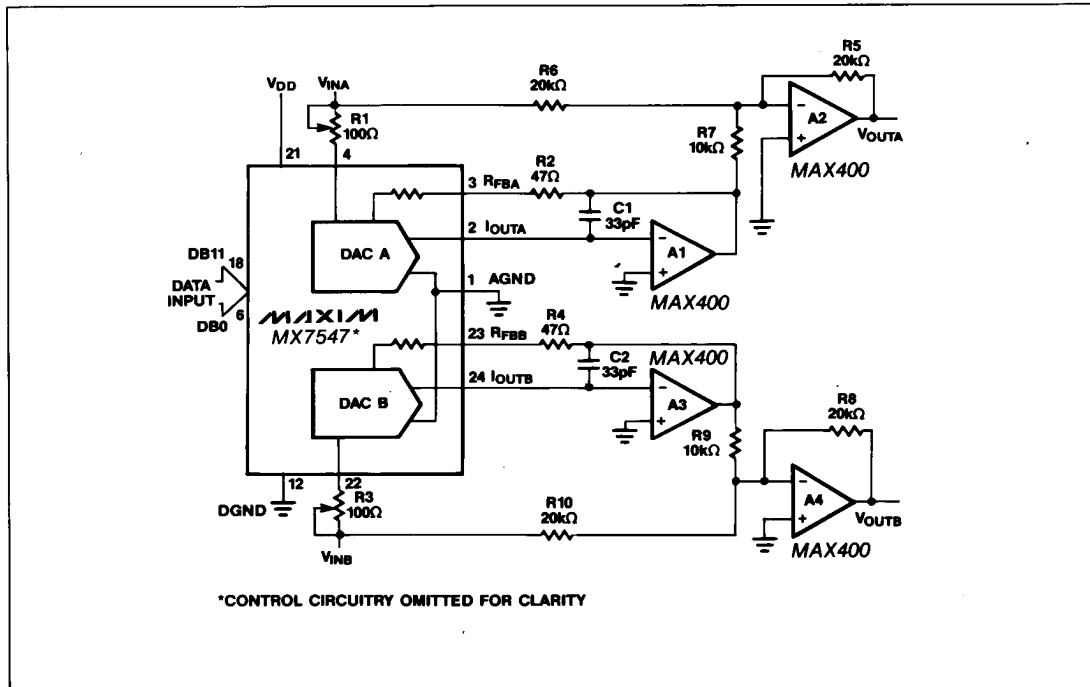 R5
20kΩ
R6
20kΩ
VDD
VINA
R1
100Ω
A2
VOUTA
R7
10kΩ
MAX400
21
4
R2
47Ω
3 RFBA
C1
33pF
2 IOUTA
DAC A
A1
1 AGND
MAX400
DB11
18
DATA
INPUT
DB0
6
MAXIM
MX7547*
R4
47Ω
23 RFBB
MAX400
C2
33pF
24 IOUTB
DAC B
A3
R8
20kΩ
R9
10kΩ
12
22
DGND
R3
100Ω
R10
20kΩ
A4
VOUTB
VINB
MAX400
*CONTROL CIRCUITRY OMITTED FOR CLARITY